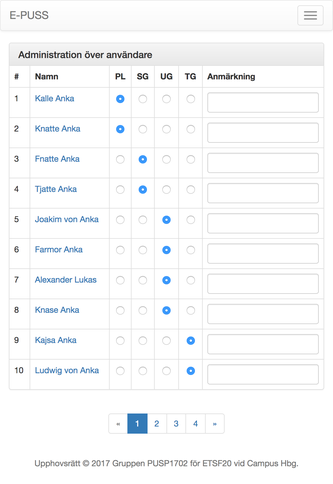 E-PUSS
Administration över användare
# Namn PL SG UG TG Anmärkning
1 Kalle Anka
2 Knatte Anka
3 Fnatte Anka
4 Tjatte Anka
5 Joakim von Anka
6 Farmor Anka
7 Alexander Lukas
8 Knase Anka
9 Kajsa Anka
10 Ludwig von Anka
« 1 2 3 4 »
Upphovsrätt © 2017 Gruppen PUSP1702 för ETSF20 vid Campus Hbg.